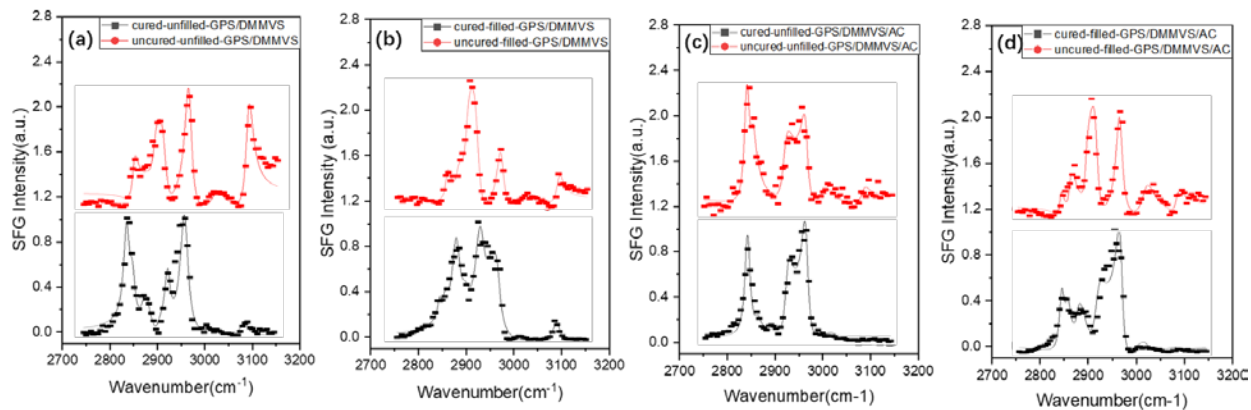 (a)
cured-unfilled-GPS/DMMVS
uncured-unfilled-GPS/DMMVS
SFG Intensity(a.u.)
2.8
2.4
2.0
1.6
1.2
0.8
0.4
0.0
2700 2800 2900 3000 3100 3200
Wavenumber(cm-1)
(b)
cured-filled-GPS/DMMVS
uncured-filled-GPS/DMMVS
SFG Intensity (a.u.)
2.8
2.4
2.0
1.6
1.2
0.8
0.4
0.0
2700 2800 2900 3000 3100 3200
Wavenumber(cm-1)
(c)
cured-unfilled-GPS/DMMVS/AC
uncured-unfilled-GPS/DMMVS/AC
SFG Intensity(a.u.)
2.8
2.4
2.0
1.6
1.2
0.8
0.4
0.0
2700 2800 2900 3000 3100 3200
Wavenumber(cm-1)
(d)
cured-filled-GPS/DMMVS/AC
uncured-filled-GPS/DMMVS/AC
SFG Intensity(a.u.)
2.8
2.4
2.0
1.6
1.2
0.8
0.4
0.0
2700 2800 2900 3000 3100 3200
Wavenumber(cm-1)